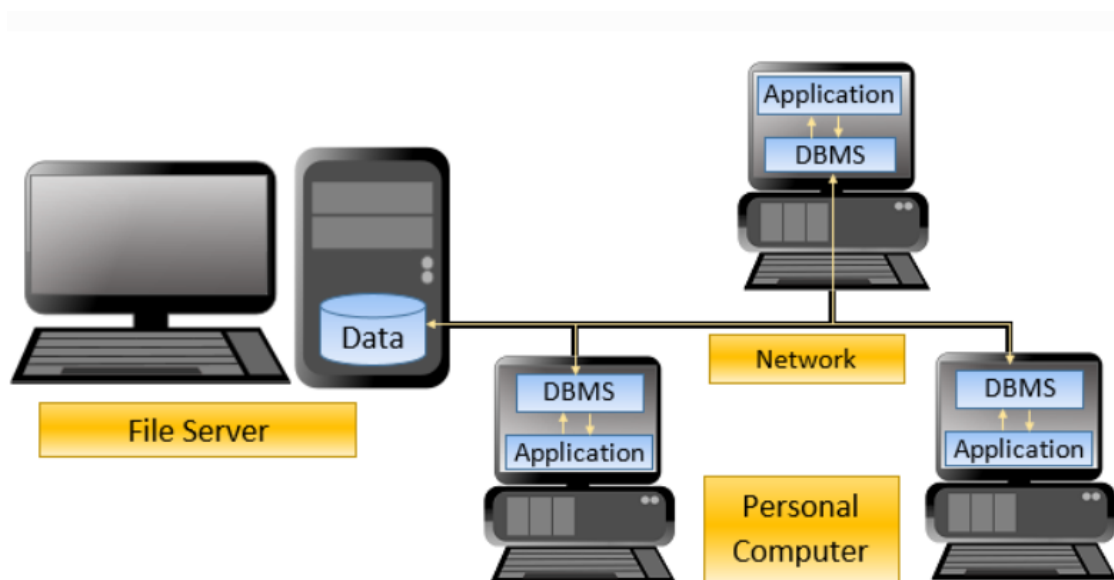 Application
DBMS
Data
Network
File Server
DBMS
Application
DBMS
Application
Personal
Computer